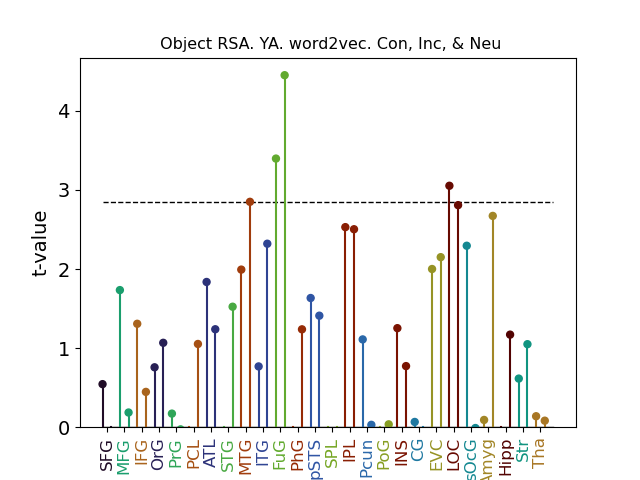 Object RSA. YA. word2vec. Con, Inc, & Neu
t-value
4
3
2
1
0
SFG
MFG
IFG
OrG
PrG
PCL
ATL
STG
MTG
ITG
FuG
PhG
pSTS
SPL
IPL
Pcun
PoG
INS
CG
EVC
LOC
sOcG
Amyg
Hipp
Str
Tha